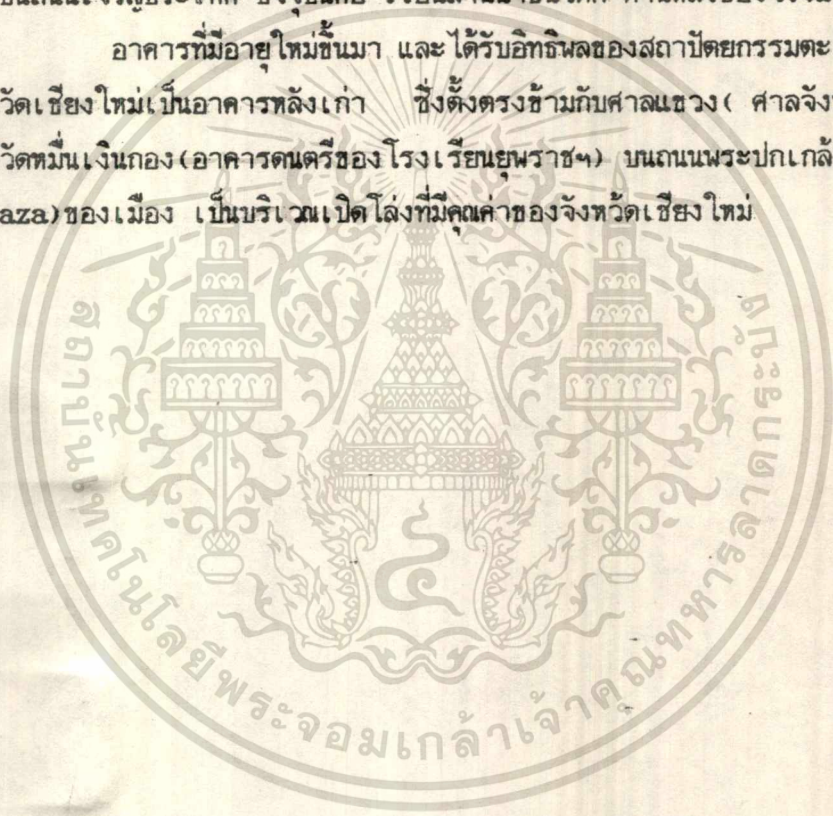 อาคารที่มีอายุใหม่ขึ้นมา และได้รับอิทธิพลของสถาปัตยกรรมตะ
วัดเชียงใหม่เป็นอาคารหลังเก่า ซึ่งตั้งตรงข้ามกับศาลแขวง( ศาลจัง
วัดหมื่นเงินกอง(อาคารดนตรีของโรงเรียนยุพราชฯ) บนถนนพระปกเกล้
aza)ของเมือง เป็นบริเวณเปิดโล่งที่มีคุณค่าของจังหวัดเชียงใหม่
สถาบันเทคโนโลยีพระจอมเกล้าเจ้าคุณทหารลาดกระบัง